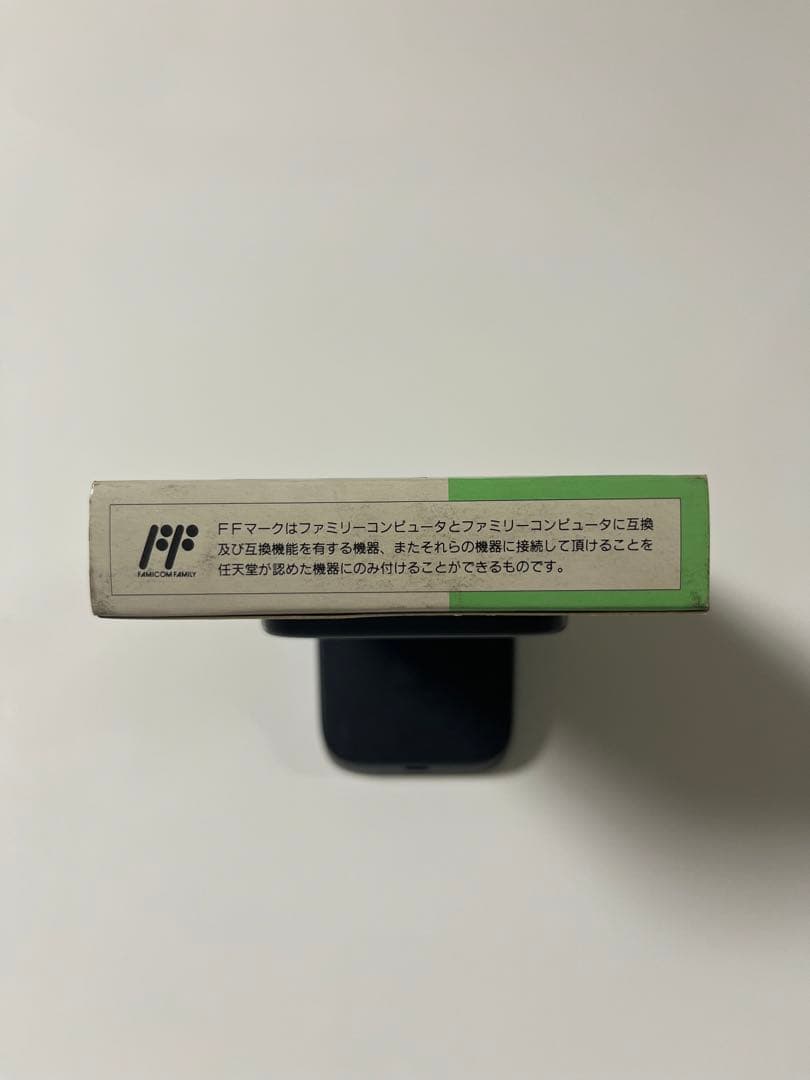 FFマークはファミリーコンピュータとファミリーコンピュータに互換
及び互換機能を有する機器、またそれらの機器に接続して頂けることを
任天堂が認めた機器にのみ付けることができるものです。
FF
FAMICOM FAMILY